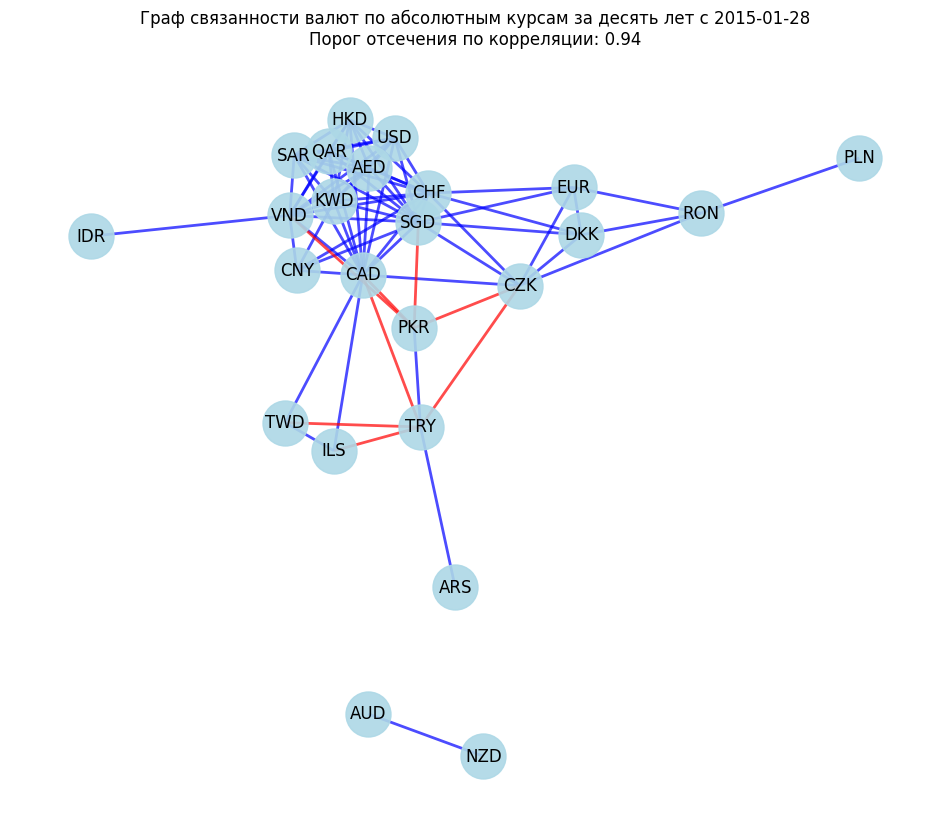 Граф связанности валют по абсолютным курсам за десять лет с 2015-01-28
Порог отсечения по корреляции: 0.94
HKD
USD
QAR
SAR
AED
PLN
CHF
EUR
KWD
VND
SGD
RON
IDR
DKK
CNY
CAD
CZK
PKR
TWD
TRY
ILS
ARS
AUD
NZD